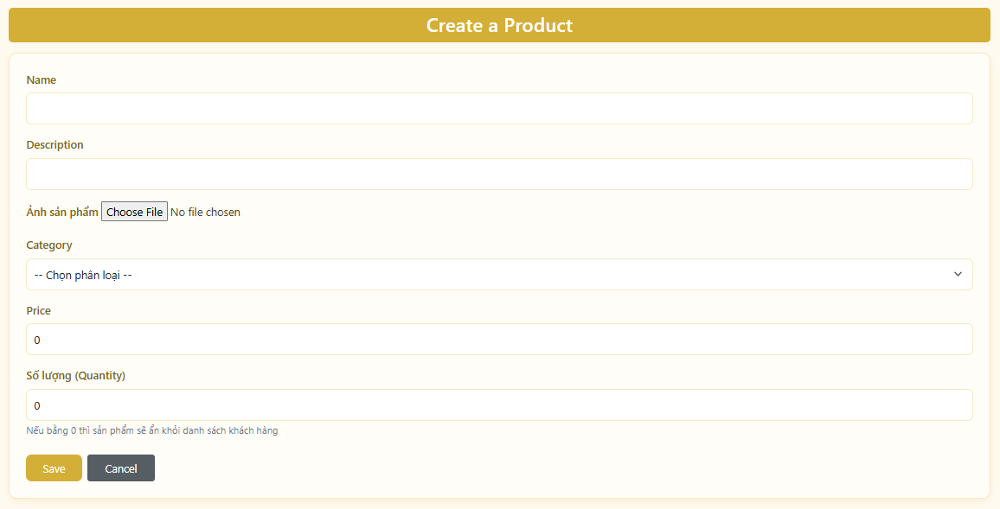 Create a Product
Name
Description
Ảnh sản phẩm Choose File No file chosen
Category
-- Chọn phân loại --
Price
0
Số lượng (Quantity)
0
Nếu bằng 0 thì sản phẩm sẽ ẩn khỏi danh sách khách hàng
Save Cancel